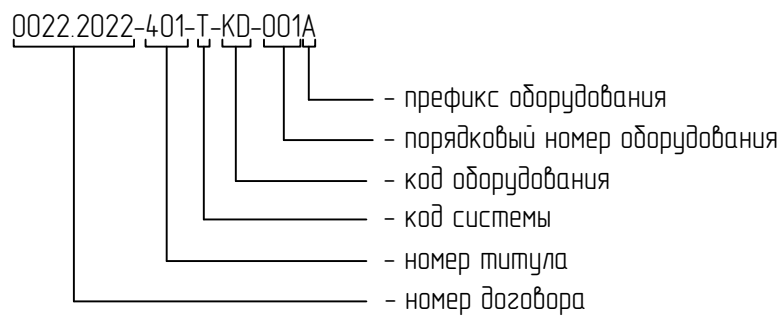 0022.2022-401-T-KD-001A
- префикс оборудования
- порядковый номер оборудования
- код оборудования
- код системы
- номер титула
- номер договора